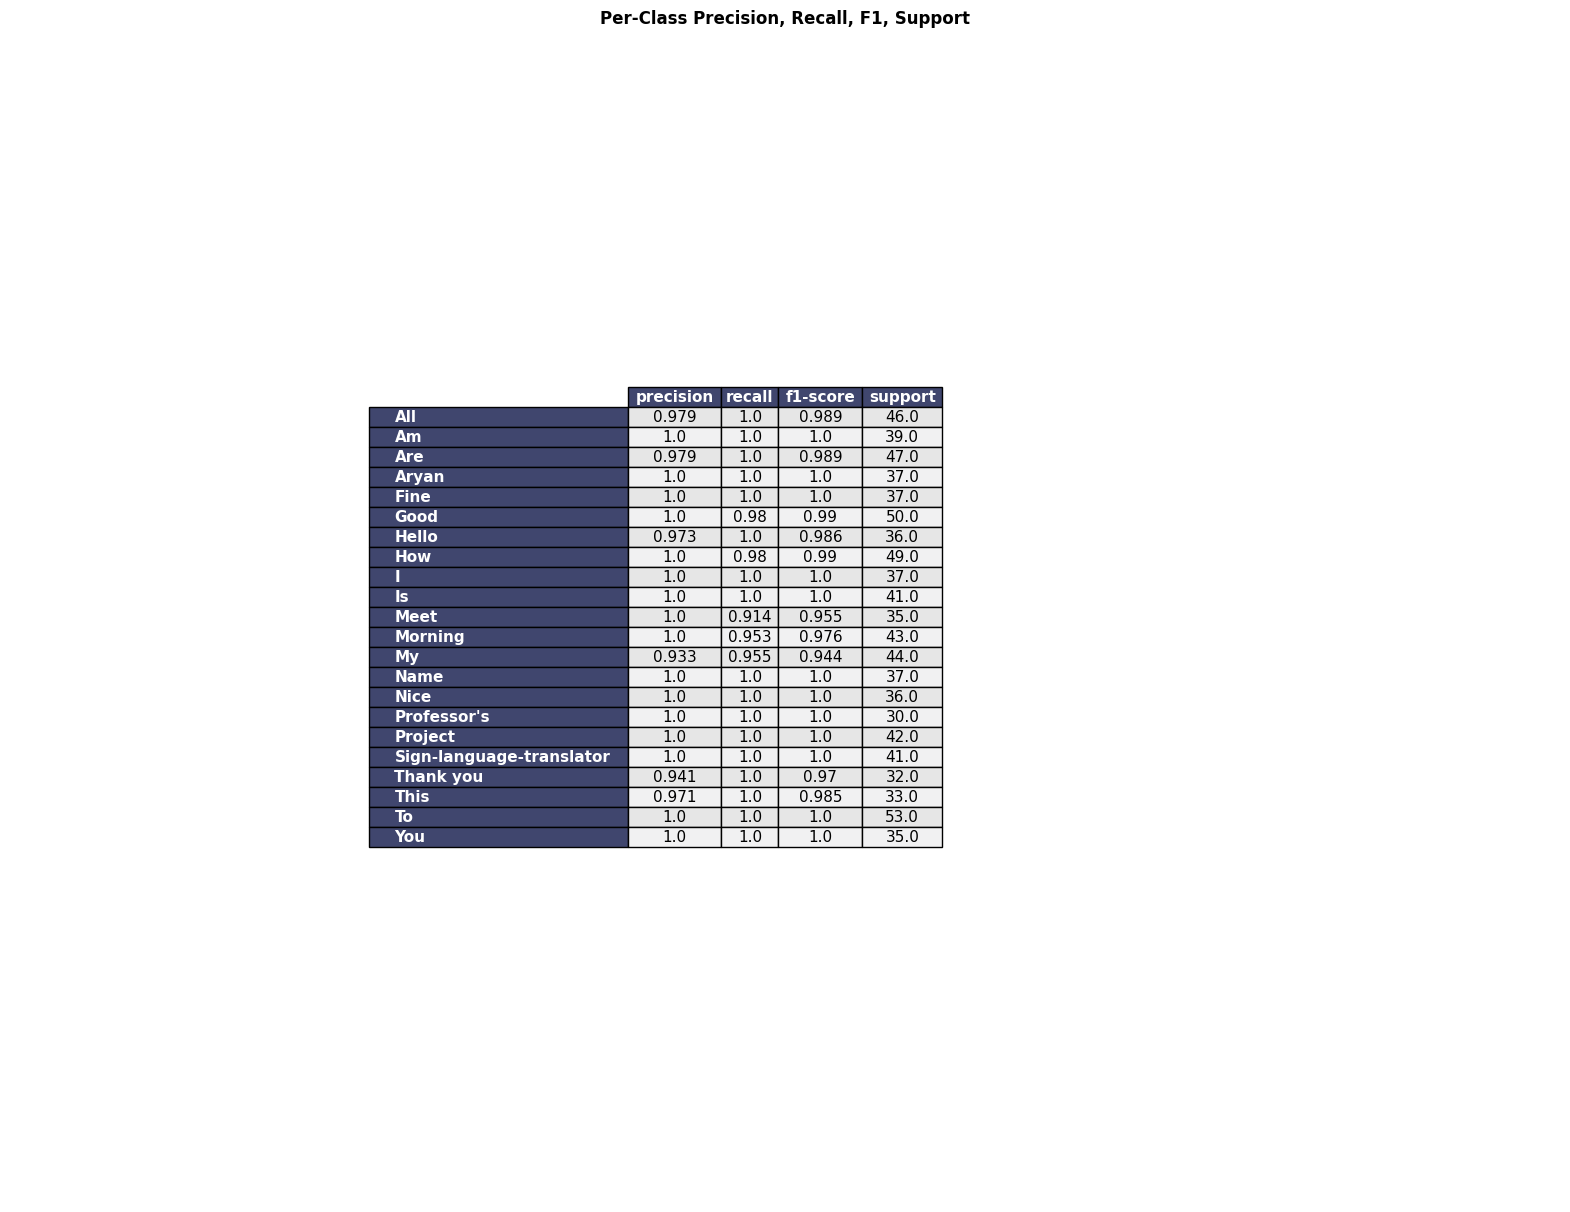 Per-Class Precision, Recall, F1, Support
precision recall f1-score support
All 0.979 1.0 0.989 46.0
Am 1.0 1.0 1.0 39.0
Are 0.979 1.0 0.989 47.0
Aryan 1.0 1.0 1.0 37.0
Fine 1.0 1.0 1.0 37.0
Good 1.0 0.98 0.99 50.0
Hello 0.973 1.0 0.986 36.0
How 1.0 0.98 0.99 49.0
I 1.0 1.0 1.0 37.0
Is 1.0 1.0 1.0 41.0
Meet 1.0 0.914 0.955 35.0
Morning 1.0 0.953 0.976 43.0
My 0.933 0.955 0.944 44.0
Name 1.0 1.0 1.0 37.0
Nice 1.0 1.0 1.0 36.0
Professor's 1.0 1.0 1.0 30.0
Project 1.0 1.0 1.0 42.0
Sign-language-translator 1.0 1.0 1.0 41.0
Thank you 0.941 1.0 0.97 32.0
This 0.971 1.0 0.985 33.0
To 1.0 1.0 1.0 53.0
You 1.0 1.0 1.0 35.0